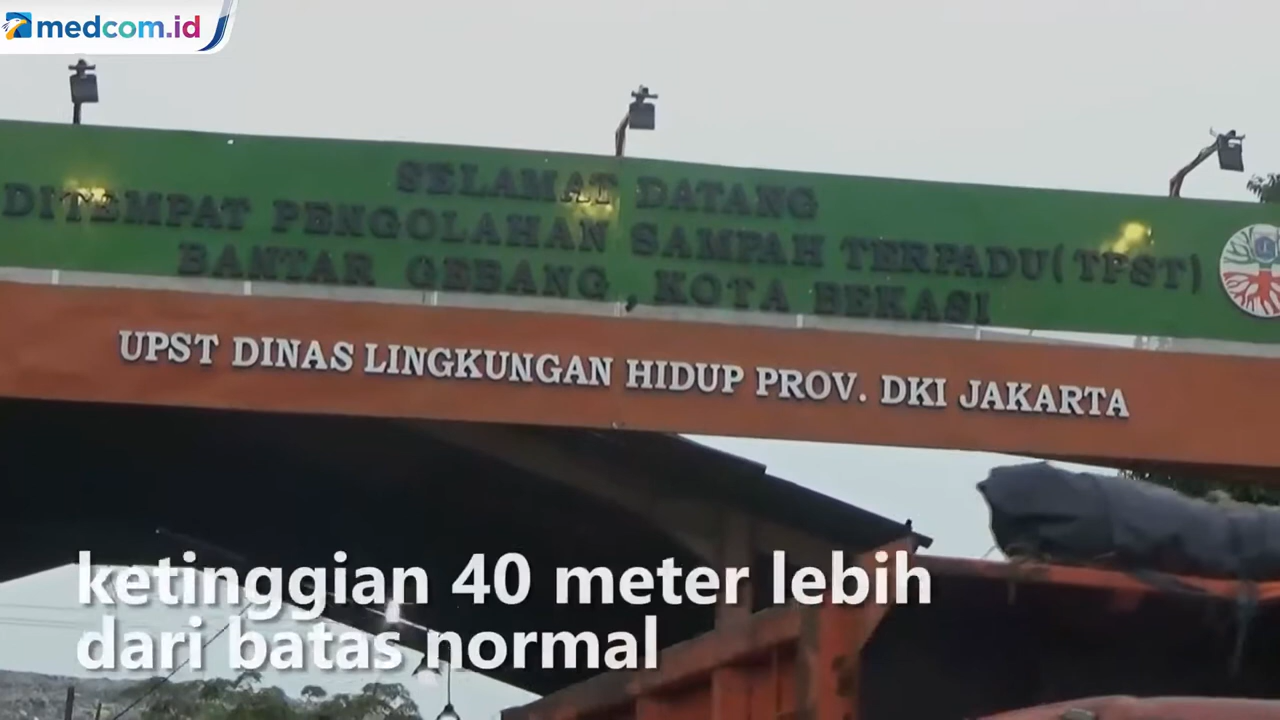 medcom.id
SELAMAT DATANG
DITEMPAT PENGOLAHAN SAMPAH TERPADU (TPST)
BANTAR GEBANG KOTA BEKASI
UPST DINAS LINGKUNGAN HIDUP PROV. DKI JAKARTA
ketinggian 40 meter lebih
dari batas normal